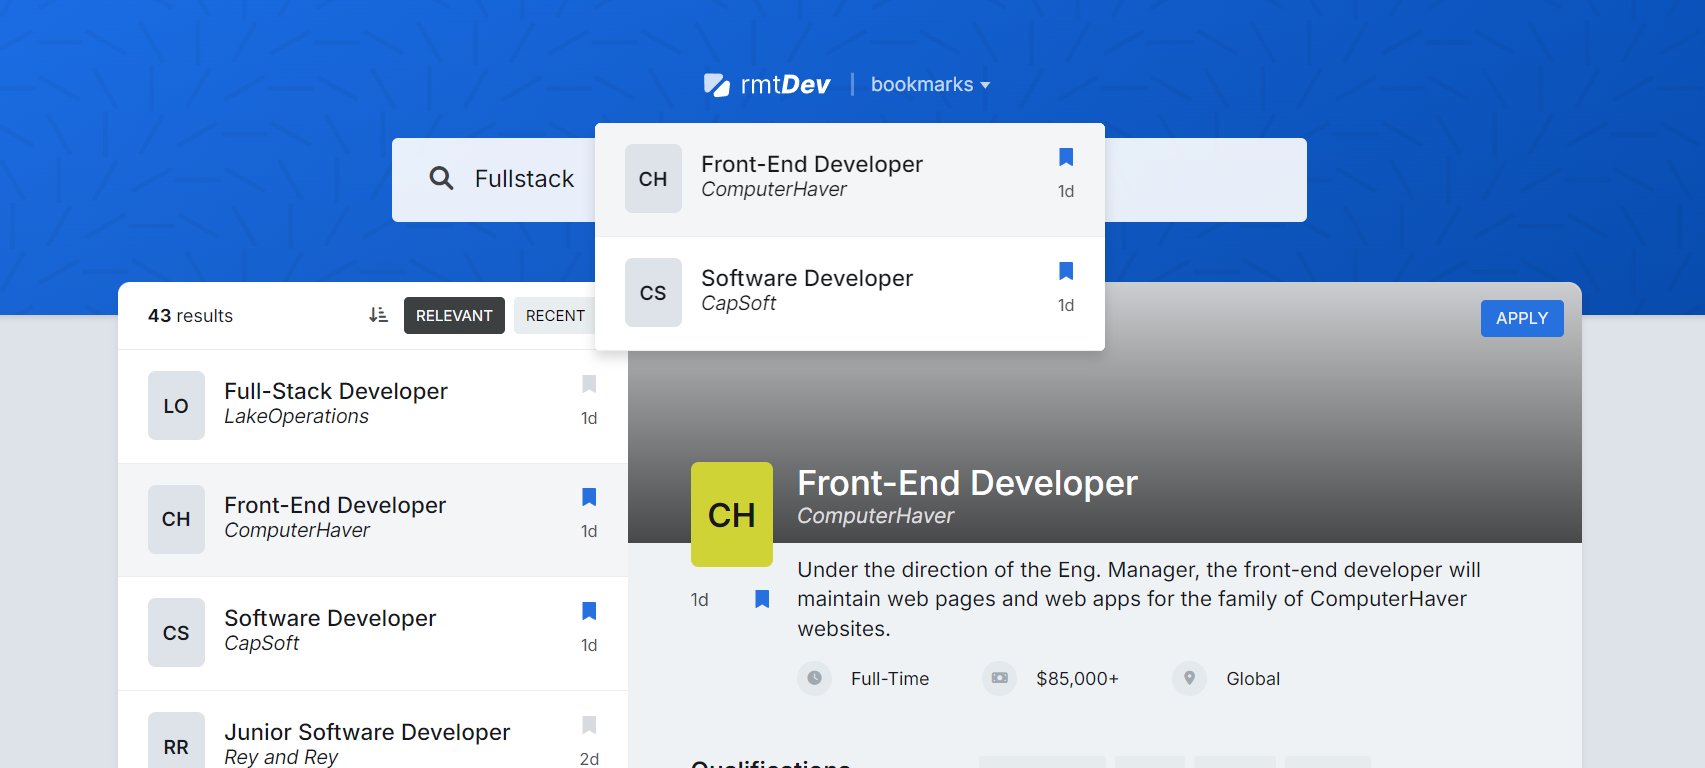 rmtDev
bookmarks
Fullstack
CH
Front-End Developer
ComputerHaver
1d
CS
Software Developer
CapSoft
1d
43 results
RELEVANT
RECENT
LO
Full-Stack Developer
LakeOperations
1d
CH
Front-End Developer
ComputerHaver
1d
CS
Software Developer
CapSoft
1d
RR
Junior Software Developer
Rey and Rey
2d
APPLY
CH
Front-End Developer
ComputerHaver
1d
Under the direction of the Eng. Manager, the front-end developer will
maintain web pages and web apps for the family of ComputerHaver
websites.
Full-Time
$85,000+
Global
Qualifications